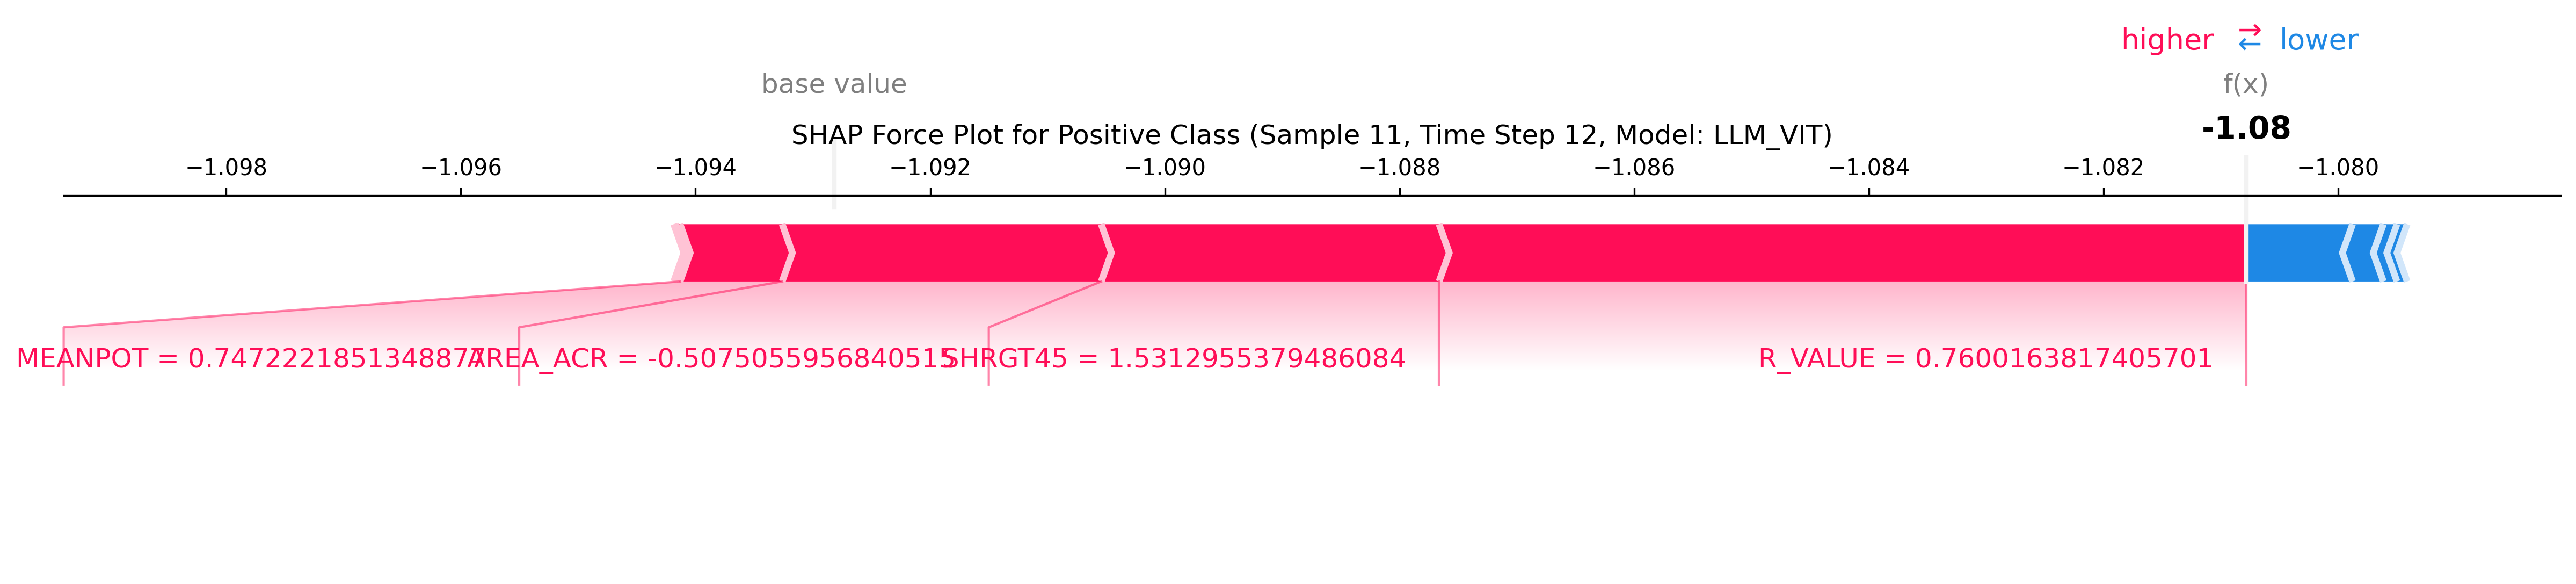 higher ⇄ lower
base value
f(x)
SHAP Force Plot for Positive Class (Sample 11, Time Step 12, Model: LLM_VIT)
-1.08
−1.098 −1.096 −1.094 −1.092 −1.090 −1.088 −1.086 −1.084 −1.082 −1.080
MEANPOT = 0.7472221851348877 AREA_ACR = -0.5075055956840515 SHRGT45 = 1.5312955379486084 R_VALUE = 0.7600163817405701